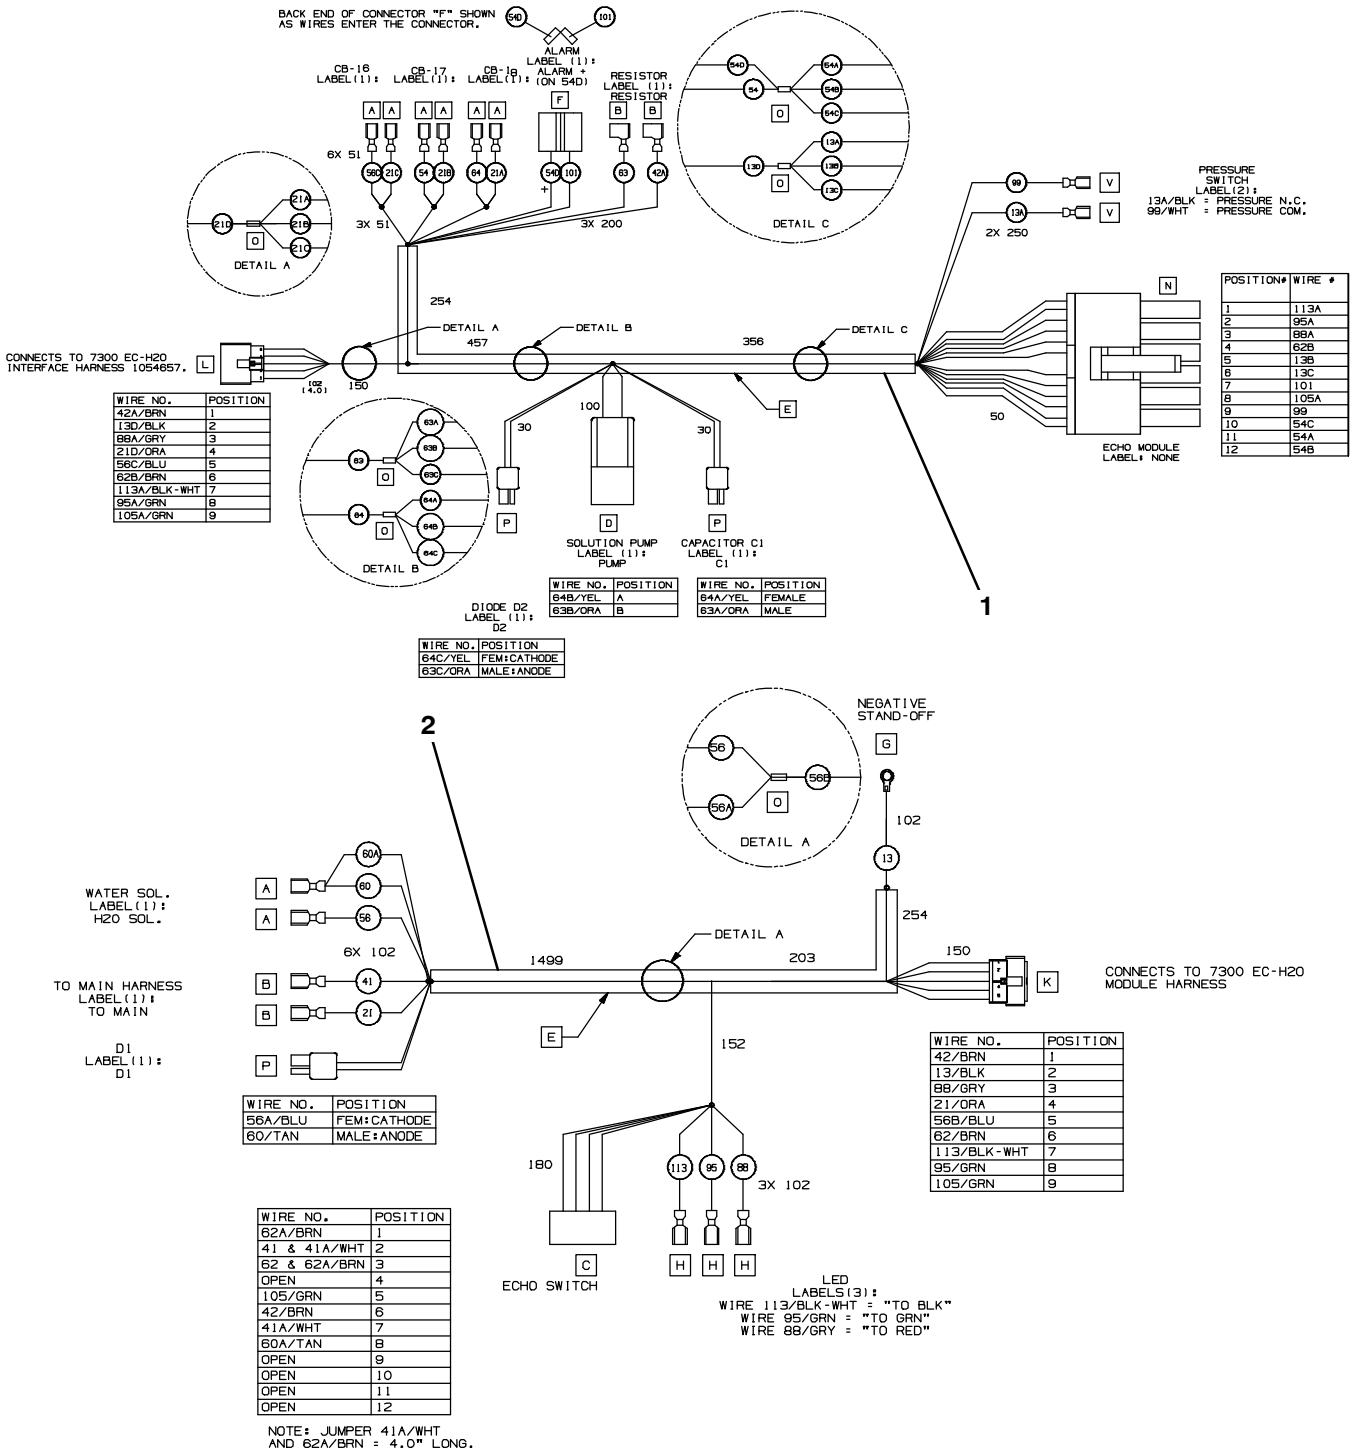 BACK END OF CONNECTOR "F" SHOWN
AS WIRES ENTER THE CONNECTOR.
54D
101
ALARM
LABEL (1):
ALARM +
(ON 54D)
F
CB-16
LABEL(1):
CB-17
LABEL(1):
CB-18
LABEL(1):
RESISTOR
LABEL (1):
RESISTOR
A A A A A A B B
6X 51
56C 21C 54 21B 64 21A 54D 101 63 42A
+
3X 51
3X 200
54D 54A
54 54B
O 54C
13A
13D 13B
O 13C
DETAIL C
21A
21D 21B
O 21C
DETAIL A
99 V
13A V
2X 250
PRESSURE
SWITCH
LABEL(2):
13A/BLK = PRESSURE N.C.
99/WHT = PRESSURE COM.
254
DETAIL A
457
DETAIL B
356
DETAIL C
CONNECTS TO 7300 EC-H2O
INTERFACE HARNESS 1054657.
L
102
(4.0)
150
WIRE NO. POSITION
42A/BRN 1
13D/BLK 2
88A/GRY 3
21D/ORA 4
56C/BLU 5
62B/BRN 6
113A/BLK-WHT 7
95A/GRN 8
105A/GRN 9
63A
63 63B
O 63C
64A
64 64B
O 64C
DETAIL B
30
100
30
E
50
N
POSITION# WIRE #
1 113A
2 95A
3 88A
4 62B
5 13B
6 13C
7 101
8 105A
9 99
10 54C
11 54A
12 54B
ECHO MODULE
LABEL: NONE
P
D
P
SOLUTION PUMP
LABEL (1):
PUMP
WIRE NO. POSITION
64B/YEL A
63B/ORA B
CAPACITOR C1
LABEL (1):
C1
WIRE NO. POSITION
64A/YEL FEMALE
63A/ORA MALE
DIODE D2
LABEL (1):
D2
WIRE NO. POSITION
64C/YEL FEM:CATHODE
63C/ORA MALE:ANODE
1
2
56
56A
56B
O
DETAIL A
NEGATIVE
STAND-OFF
G
102
13
254
WATER SOL.
LABEL(1):
H2O SOL.
A
A
60A
60
56
6X 102
TO MAIN HARNESS
LABEL(1):
TO MAIN
B
B
41
21
D1
LABEL(1):
D1
P
WIRE NO. POSITION
56A/BLU FEM:CATHODE
60/TAN MALE:ANODE
1499
DETAIL A
203
E
150
K
CONNECTS TO 7300 EC-H2O
MODULE HARNESS
WIRE NO. POSITION
42/BRN 1
13/BLK 2
88/GRY 3
21/ORA 4
56B/BLU 5
62/BRN 6
113/BLK-WHT 7
95/GRN 8
105/GRN 9
152
180
113 95 88
3X 102
C
H H H
ECHO SWITCH
LED
LABELS(3):
WIRE 113/BLK-WHT = "TO BLK"
WIRE 95/GRN = "TO GRN"
WIRE 88/GRY = "TO RED"
WIRE NO. POSITION
62A/BRN 1
41 & 41A/WHT 2
62 & 62A/BRN 3
OPEN 4
105/GRN 5
42/BRN 6
41A/WHT 7
60A/TAN 8
OPEN 9
OPEN 10
OPEN 11
OPEN 12
NOTE: JUMPER 41A/WHT
AND 62A/BRN = 4.0" LONG.